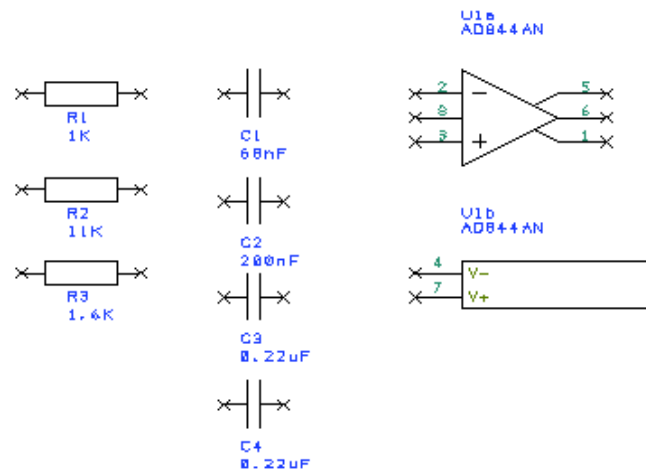 U1a
AD844AN
2
5
8
6
3
1
R1
1K
C1
68nF
R2
11K
C2
200nF
U1b
AD844AN
4
V-
7
V+
R3
1.6K
C3
0.22uF
C4
0.22uF